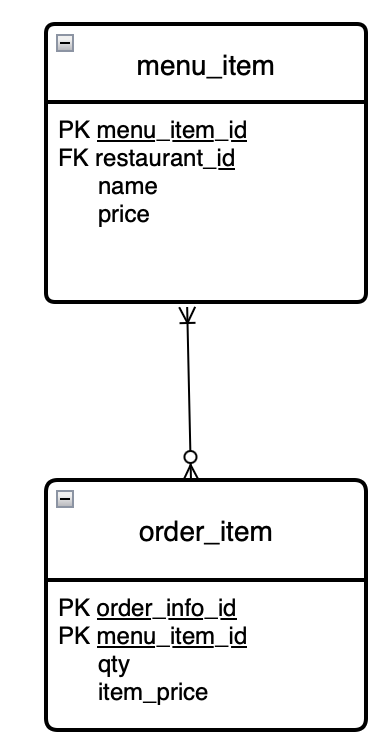 menu_item
PK menu_item_id
FK restaurant_id
name
price
order_item
PK order_info_id
PK menu_item_id
qty
item_price